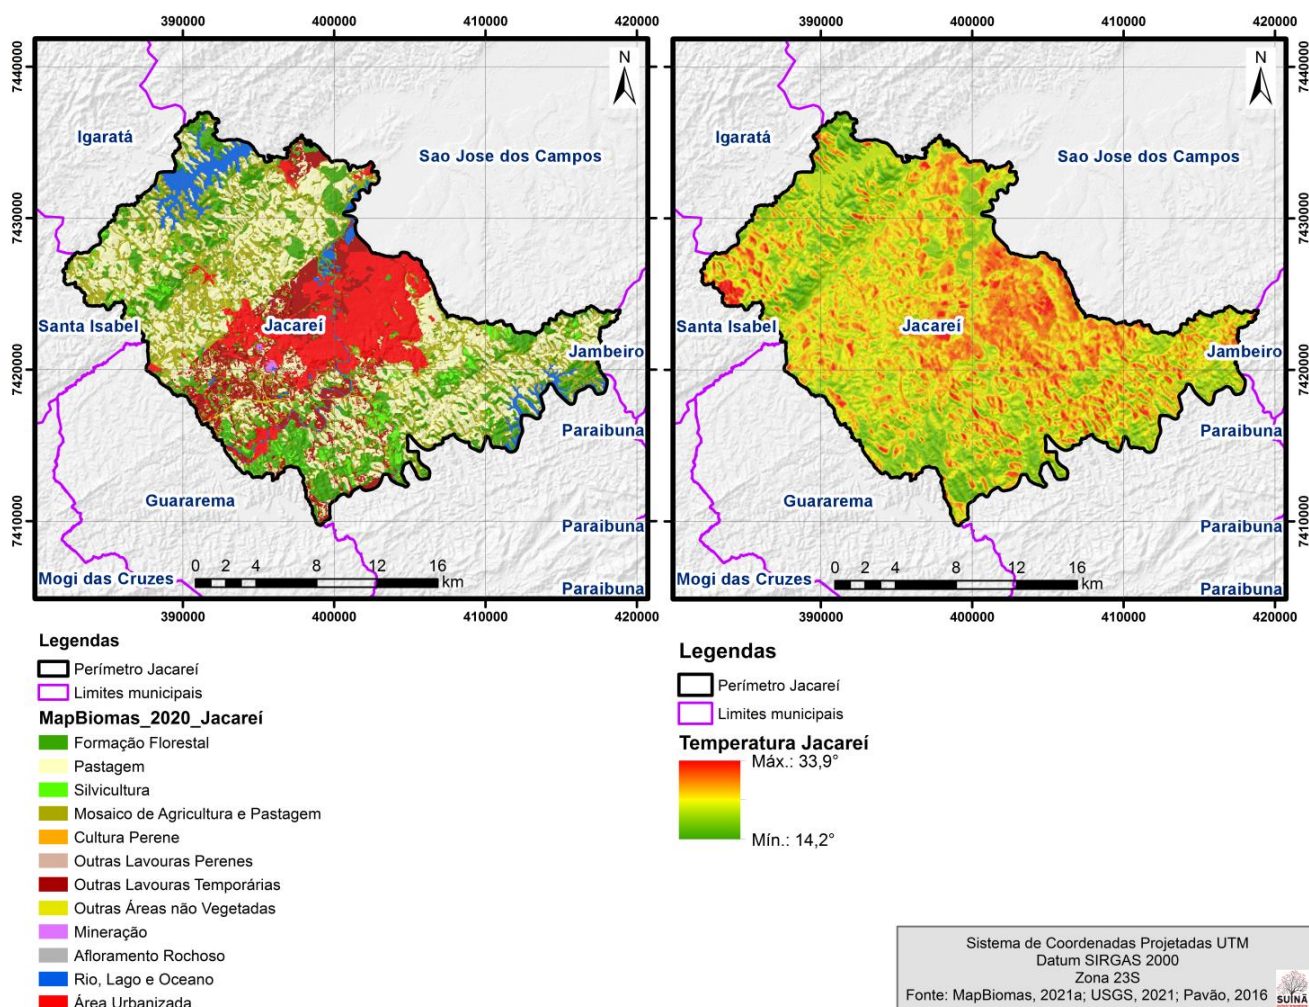 390000 400000 410000 420000
390000 400000 410000 420000
7440000
7430000
7420000
7410000
N
Igaratá
Sao Jose dos Campos
Santa Isabel
Jacareí
Jambeiro
Paraibuna
Guararema
Paraibuna
Mogi das Cruzes
Paraibuna
0 2 4 8 12 16
km
390000 400000 410000 420000
N
Igaratá
Sao Jose dos Campos
Santa Isabel
Jacareí
Jambeiro
Paraibuna
Guararema
Paraibuna
Mogi das Cruzes
Paraibuna
0 2 4 8 12 16
km
7440000
7430000
7420000
7410000
390000 400000 410000 420000
Legendas
Perímetro Jacareí
Limites municipais
MapBiomas_2020_Jacareí
Formação Florestal
Pastagem
Silvicultura
Mosaico de Agricultura e Pastagem
Cultura Perene
Outras Lavouras Perenes
Outras Lavouras Temporárias
Outras Áreas não Vegetadas
Mineração
Afloramento Rochoso
Rio, Lago e Oceano
Área Urbanizada
Legendas
Perímetro Jacareí
Limites municipais
Temperatura Jacareí
Máx.: 33,9°
Mín.: 14,2°
Sistema de Coordenadas Projetadas UTM
Datum SIRGAS 2000
Zona 23S
Fonte: MapBiomas, 2021a; USGS, 2021; Pavão, 2016
SUINÃ